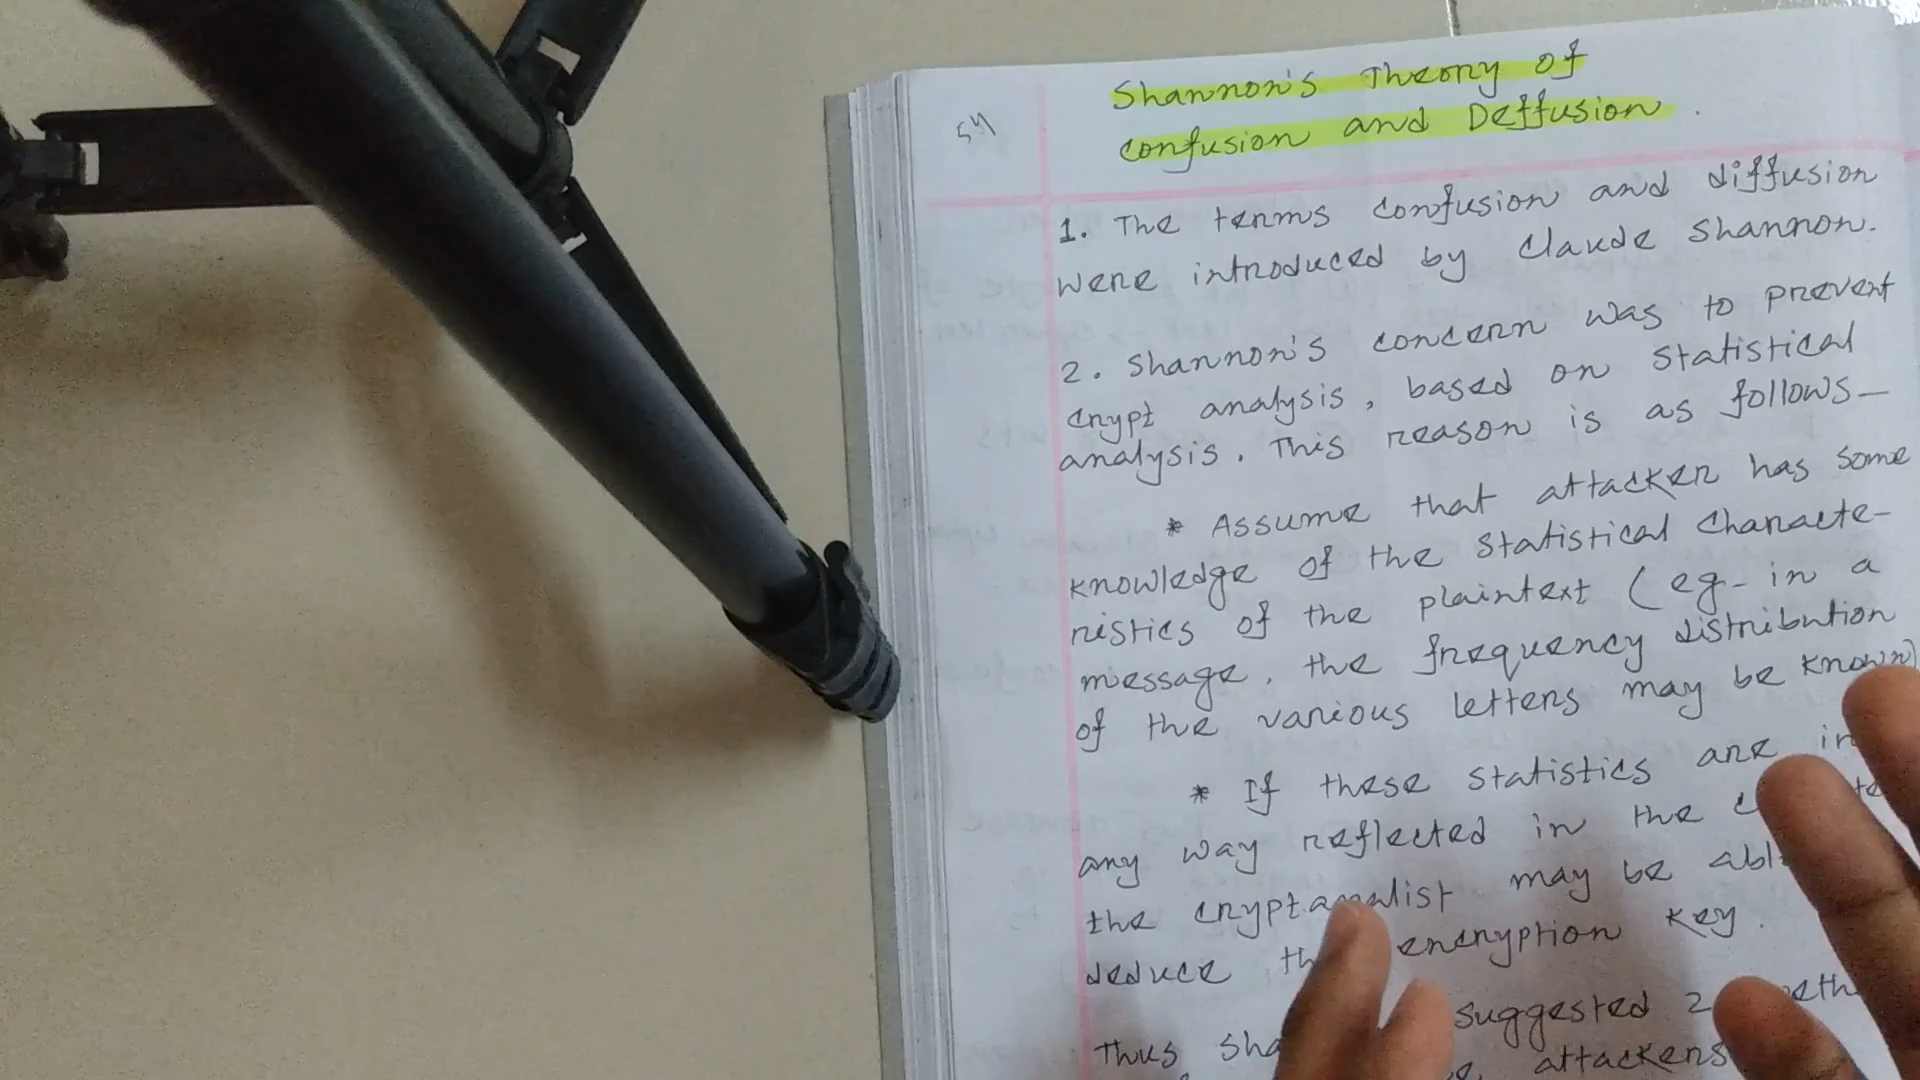 54
Shannon's Theory of
confusion and Deffusion.
1. The terms confusion and diffusion
were introduced by Claude Shannon.
2. Shannon's concern was to prevent
crypt analysis, based on statistical
analysis. This reason is as follows-
* Assume that attacker has some
knowledge of the statistical characte-
ristics of the plaintext (eg- in a
message, the frequency distribution
of the various letters may be known)
* If these statistics are in
any way reflected in the
the cryptanalist may be
deduce encryption key.
Thus suggested 2
attackers